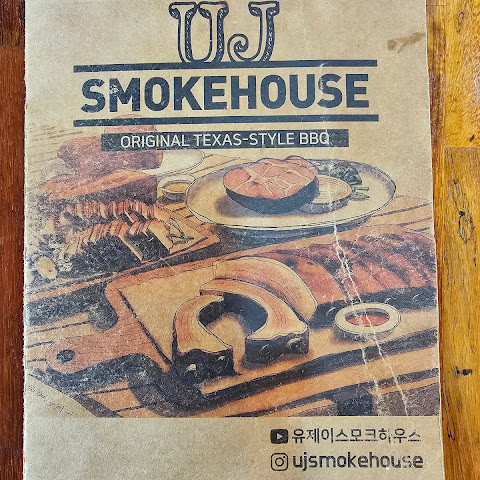 UJ
SMOKEHOUSE
ORIGINAL TEXAS-STYLE BBQ
유제이스모크하우스
ujsmokehouse